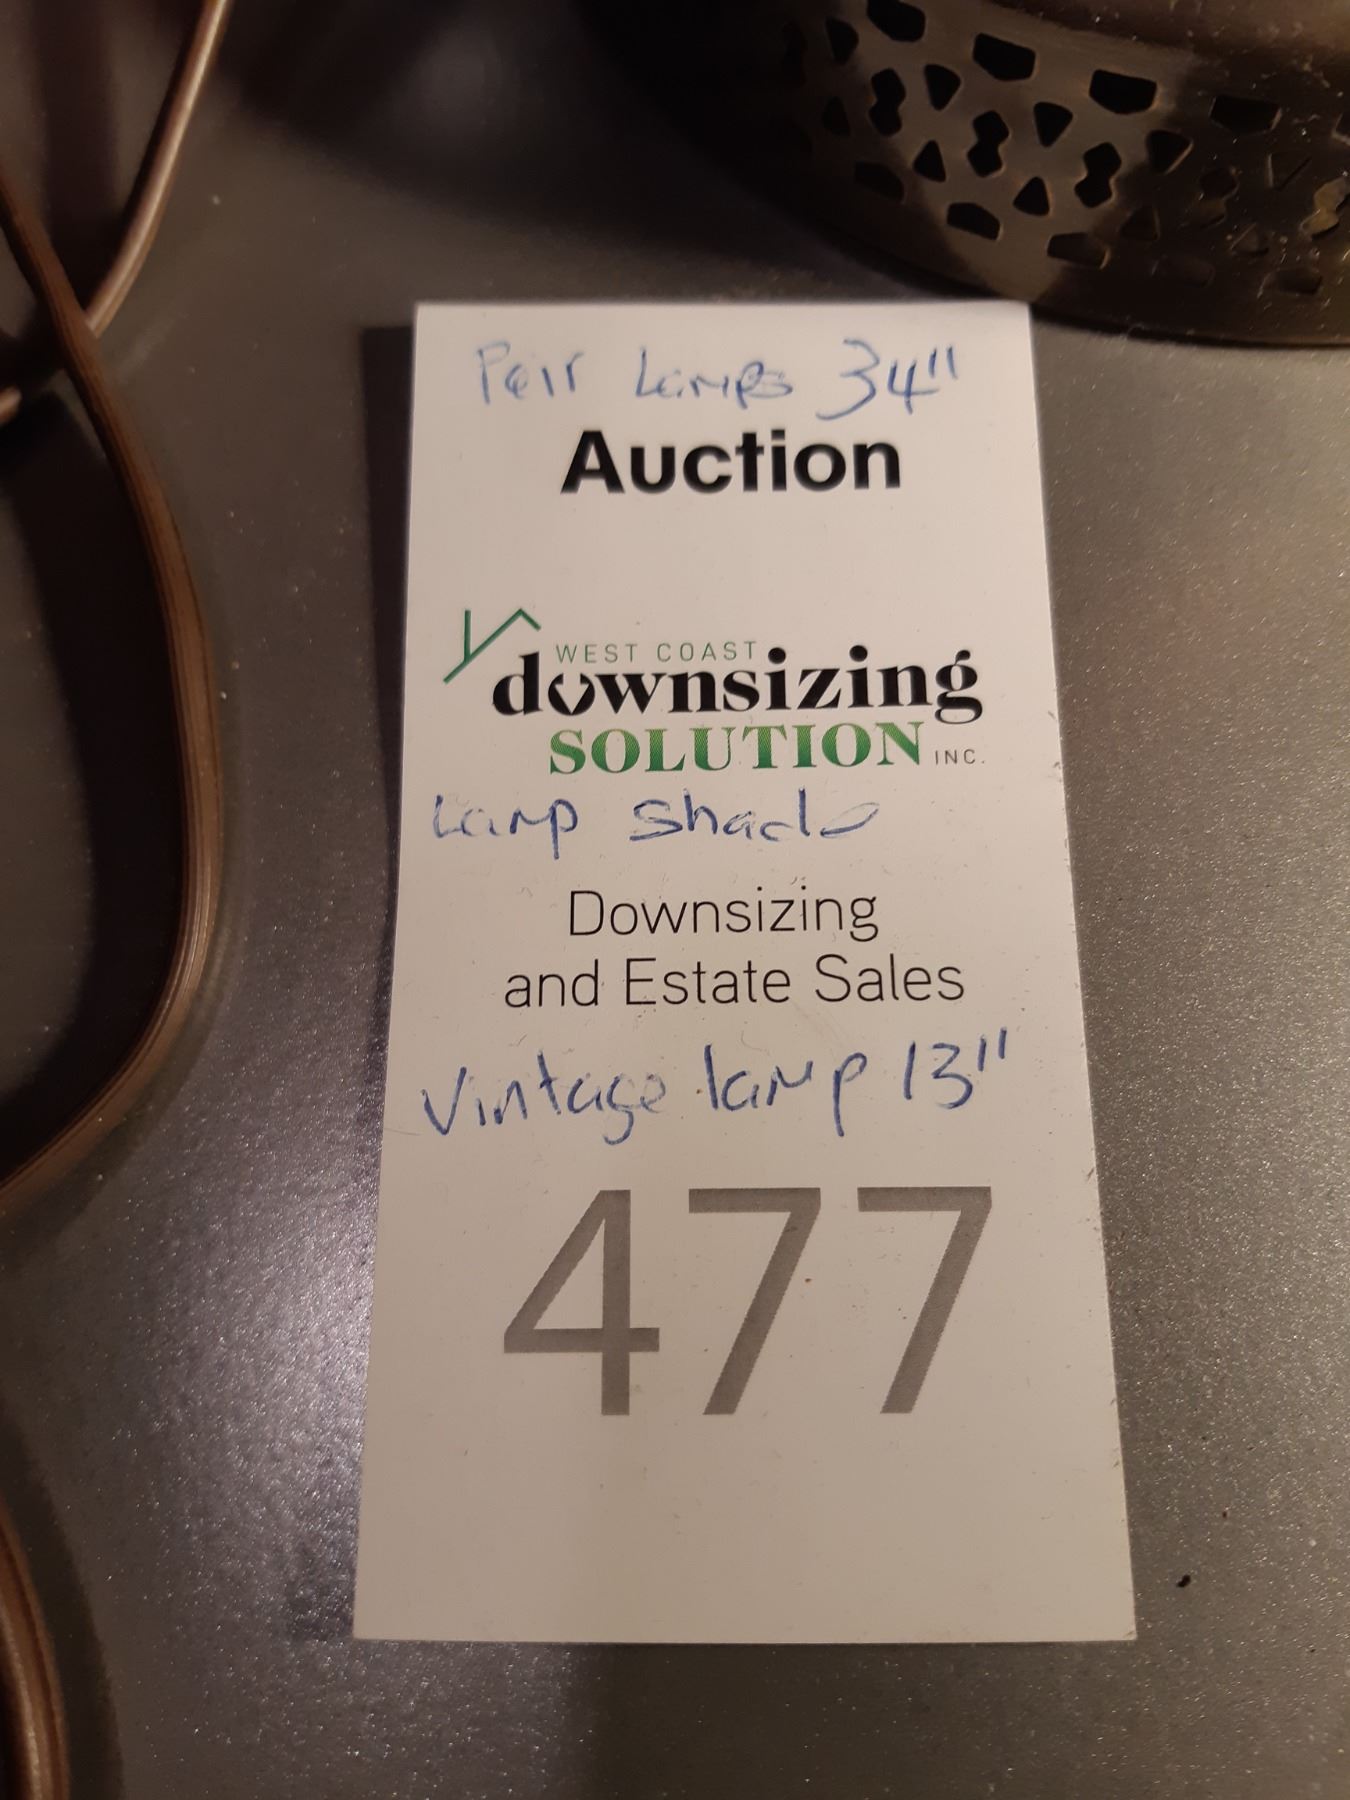 Pair Lamps 34"
Auction
WEST COAST
downsizing
SOLUTION INC.
Lamp Shade
Downsizing
and Estate Sales
Vintage lamp 13"
477